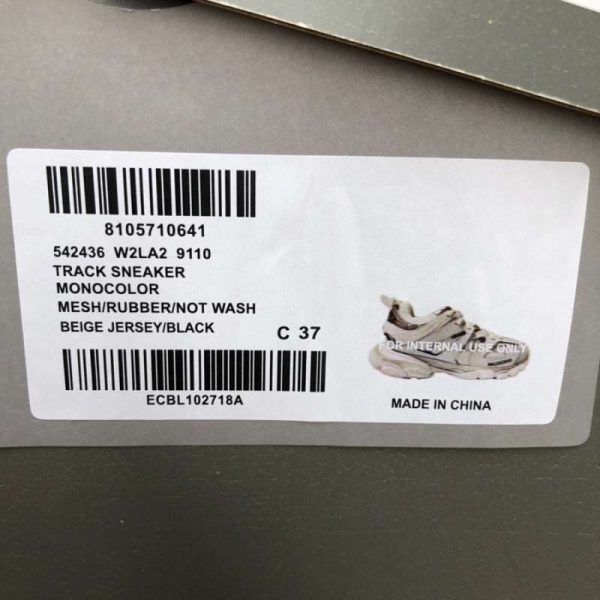 8105710641
542436 W2LA2 9110
TRACK SNEAKER
MONOCOLOR
MESH/RUBBER/NOT WASH
BEIGE JERSEY/BLACK
C 37
FOR INTERNAL USE ONLY
ECBL102718A
MADE IN CHINA